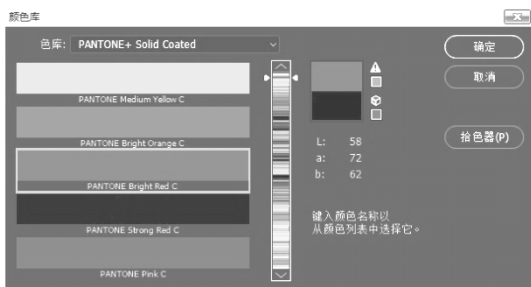 颜色库
色库: PANTONE+ Solid Coated
确定
PANTONE Medium Yellow C
取消
PANTONE Bright Orange C
拾色器(P)
L: 58
a: 72
b: 62
PANTONE Bright Red C
键入颜色名称以
从颜色列表中选择它。
PANTONE Strong Red C
PANTONE Pink C